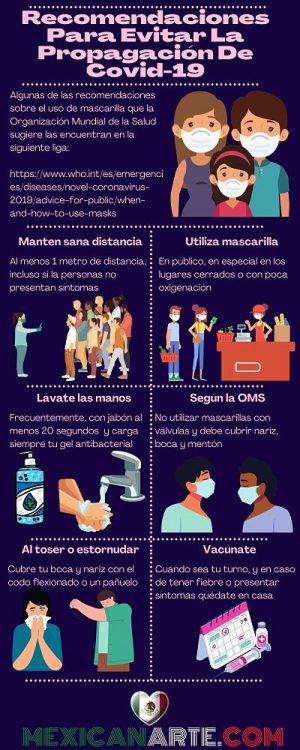 Recomendaciones
Para Evitar La
Propagación De
Covid-19
Algunas de las recomendaciones
sobre el uso de mascarilla que la
Organización Mundial de la Salud
sugiere las encuentran en la
siguiente liga:
https://www.who.int/es/emergenci
es/diseases/novel-coronavirus-
2019/advice-for-public/when-
and-how-to-use-masks
Manten sana distancia
Al menos 1 metro de distancia,
incluso si la personas no
presentan síntomas
Utiliza mascarilla
En público, en especial en los
lugares cerrados o con poca
oxigenación
Lávate las manos
Frecuentemente, con jabón al
menos 20 segundos y carga
siempre tu gel antibacterial
Según la OMS
No utilizar mascarillas con
válvulas y debe cubrir nariz,
boca y mentón
Al toser o estornudar
Cubre tu boca y nariz con el
codo flexionado o un pañuelo
Vacúnate
Cuando sea tu turno, y en caso
de tener fiebre o presentar
síntomas quédate en casa
MEXICANARTE.COM